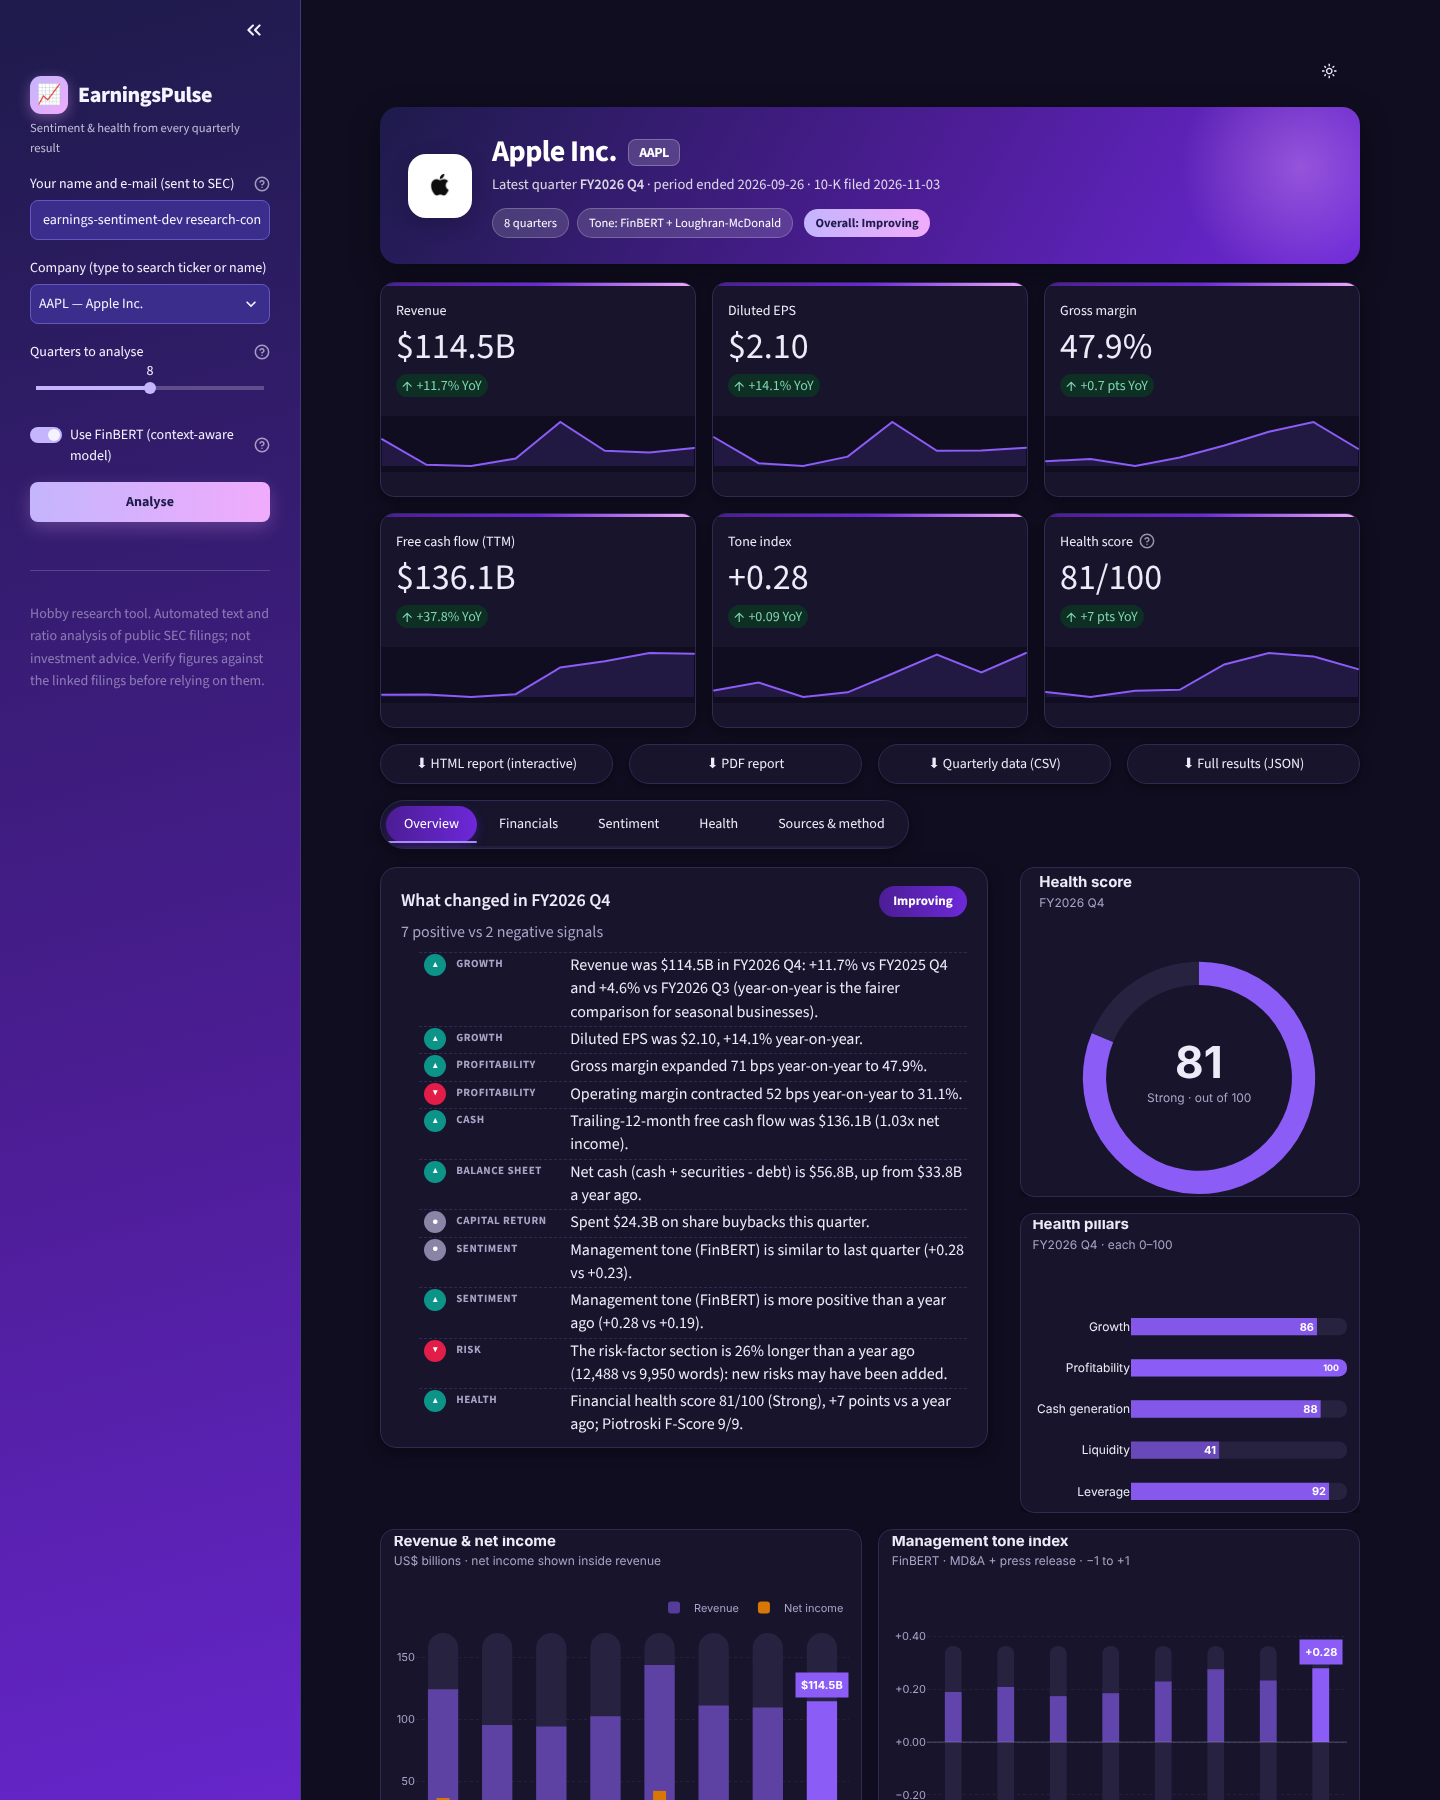 EarningsPulse
Sentiment & health from every quarterly
result
Your name and e-mail (sent to SEC)
earnings-sentiment-dev research-con
Company (type to search ticker or name)
AAPL — Apple Inc.
Quarters to analyse
8
Use FinBERT (context-aware
model)
Analyse
Hobby research tool. Automated text and
ratio analysis of public SEC filings; not
investment advice. Verify figures against
the linked filings before relying on them.
Apple Inc. AAPL
Latest quarter FY2026 Q4 · period ended 2026-09-26 · 10-K filed 2026-11-03
8 quarters Tone: FinBERT + Loughran-McDonald Overall: Improving
Revenue
$114.5B
↑ +11.7% YoY
Diluted EPS
$2.10
↑ +14.1% YoY
Gross margin
47.9%
↑ +0.7 pts YoY
Free cash flow (TTM)
$136.1B
↑ +37.8% YoY
Tone index
+0.28
↑ +0.09 YoY
Health score
81/100
↑ +7 pts YoY
⬇ HTML report (interactive)
⬇ PDF report
⬇ Quarterly data (CSV)
⬇ Full results (JSON)
Overview Financials Sentiment Health Sources & method
What changed in FY2026 Q4 Improving
7 positive vs 2 negative signals
GROWTH Revenue was $114.5B in FY2026 Q4: +11.7% vs FY2025 Q4
and +4.6% vs FY2026 Q3 (year-on-year is the fairer
comparison for seasonal businesses).
GROWTH Diluted EPS was $2.10, +14.1% year-on-year.
PROFITABILITY Gross margin expanded 71 bps year-on-year to 47.9%.
PROFITABILITY Operating margin contracted 52 bps year-on-year to 31.1%.
CASH Trailing-12-month free cash flow was $136.1B (1.03x net
income).
BALANCE SHEET Net cash (cash + securities - debt) is $56.8B, up from $33.8B
a year ago.
CAPITAL RETURN Spent $24.3B on share buybacks this quarter.
SENTIMENT Management tone (FinBERT) is similar to last quarter (+0.28
vs +0.23).
SENTIMENT Management tone (FinBERT) is more positive than a year
ago (+0.28 vs +0.19).
RISK The risk-factor section is 26% longer than a year ago
(12,488 vs 9,950 words): new risks may have been added.
HEALTH Financial health score 81/100 (Strong), +7 points vs a year
ago; Piotroski F-Score 9/9.
Health score
FY2026 Q4
81
Strong · out of 100
Health pillars
FY2026 Q4 · each 0–100
Growth 86
Profitability 100
Cash generation 88
Liquidity 41
Leverage 92
Revenue & net income
US$ billions · net income shown inside revenue
Revenue Net income
150
$114.5B
100
50
Management tone index
FinBERT · MD&A + press release · −1 to +1
+0.40
+0.28
+0.20
+0.00
−0.20